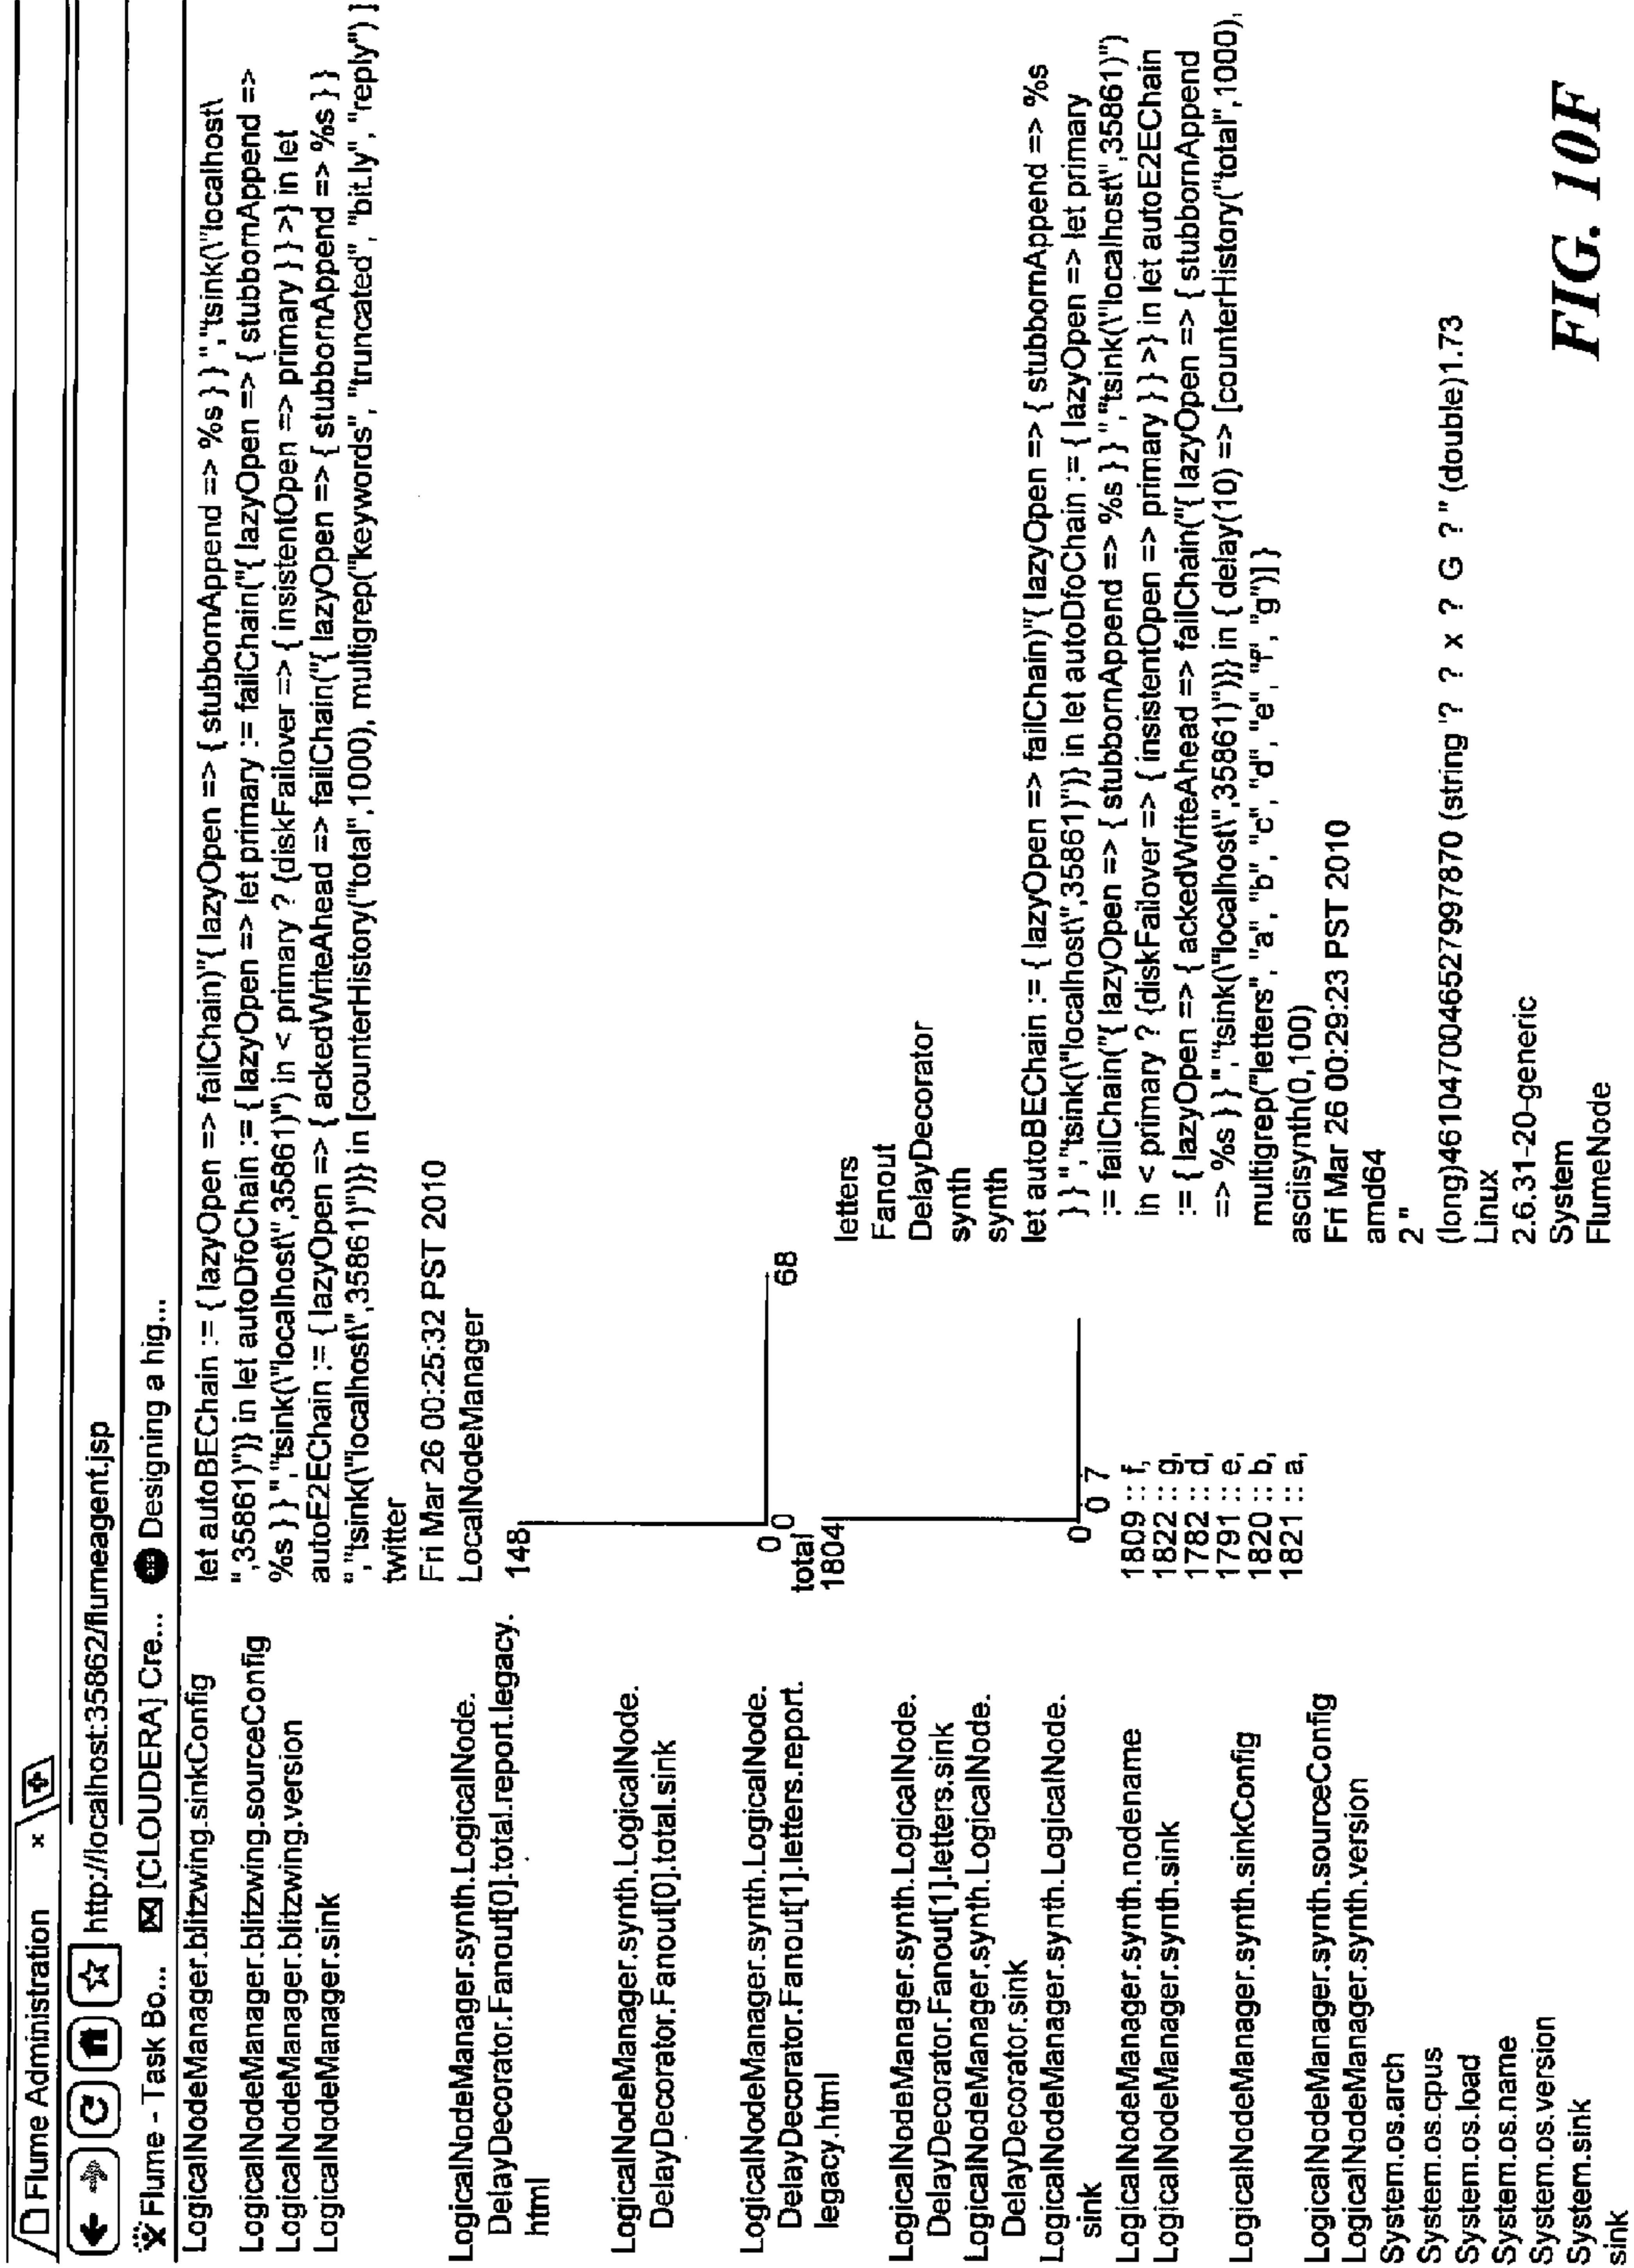 Flume Administration ×
http://localhost:35862/flumeagent.jsp
Flume - Task Bo... [CLOUDERA] Cre... Designing a hig...
LogicalNodeManager.blitzwing.sinkConfig
LogicalNodeManager.blitzwing.sourceConfig
LogicalNodeManager.blitzwing.version
LogicalNodeManager.sink
LogicalNodeManager.synth.LogicalNode.
DelayDecorator.Fanout[0].total.report.legacy.
html
LogicalNodeManager.synth.LogicalNode.
DelayDecorator.Fanout[0].total.sink
LogicalNodeManager.synth.LogicalNode.
DelayDecorator.Fanout[1].letters.report.
legacy.html
LogicalNodeManager.synth.LogicalNode.
DelayDecorator.Fanout[1].letters.sink
LogicalNodeManager.synth.LogicalNode.
DelayDecorator.sink
LogicalNodeManager.synth.LogicalNode.
sink
LogicalNodeManager.synth.nodename
LogicalNodeManager.synth.sink
LogicalNodeManager.synth.sinkConfig
LogicalNodeManager.synth.sourceConfig
LogicalNodeManager.synth.version
System.os.arch
System.os.cpus
System.os.load
System.os.name
System.os.version
System.sink
sink
let autoBEChain := { lazyOpen => failChain)"{ lazyOpen => { stubbornAppend => %s } } ","tsink(\"localhost\
",35861)")} in let autoDfoChain := { lazyOpen => let primary := failChain("{ lazyOpen => { stubbornAppend =>
%s } } ","tsink(\"localhost\",35861)") in < primary ? {diskFailover => { insistentOpen => primary } } >} in let
autoE2EChain := { lazyOpen => { ackedWriteAhead => failChain("{ lazyOpen => { stubbornAppend => %s } }
","tsink(\"localhost\",35861)")}} in [counterHistory("total",1000), multigrep("keywords", "truncated", "bit.ly", "reply") ]
twitter
Fri Mar 26 00:25:32 PST 2010
LocalNodeManager
148
0
0 68
total
1804
0
0 7
1809 :: f,
1822 :: g,
1782 :: d,
1791 :: e,
1820 :: b,
1821 :: a,
letters
Fanout
DelayDecorator
synth
synth
let autoBEChain := { lazyOpen => failChain)"{ lazyOpen => { stubbornAppend => %s
} } ","tsink(\"localhost\",35861)")} in let autoDfoChain := { lazyOpen => let primary
:= failChain("{ lazyOpen => { stubbornAppend => %s } } ","tsink(\"localhost\",35861)")
in < primary ? {diskFailover => { insistentOpen => primary } } >} in let autoE2EChain
:= { lazyOpen => { ackedWriteAhead => failChain("{ lazyOpen => { stubbornAppend
=> %s } } ","tsink(\"localhost\",35861)")}} in { delay(10) => [counterHistory("total",1000),
multigrep("letters", "a", "b", "c", "d", "e", "f", "g")] }
asciisynth(0,100)
Fri Mar 26 00:29:23 PST 2010
amd64
2 "
(long)4610470046527997870 (string '? ? x ? G ? " (double)1.73
Linux
2.6.31-20-generic
System
FlumeNode
FIG. 10F